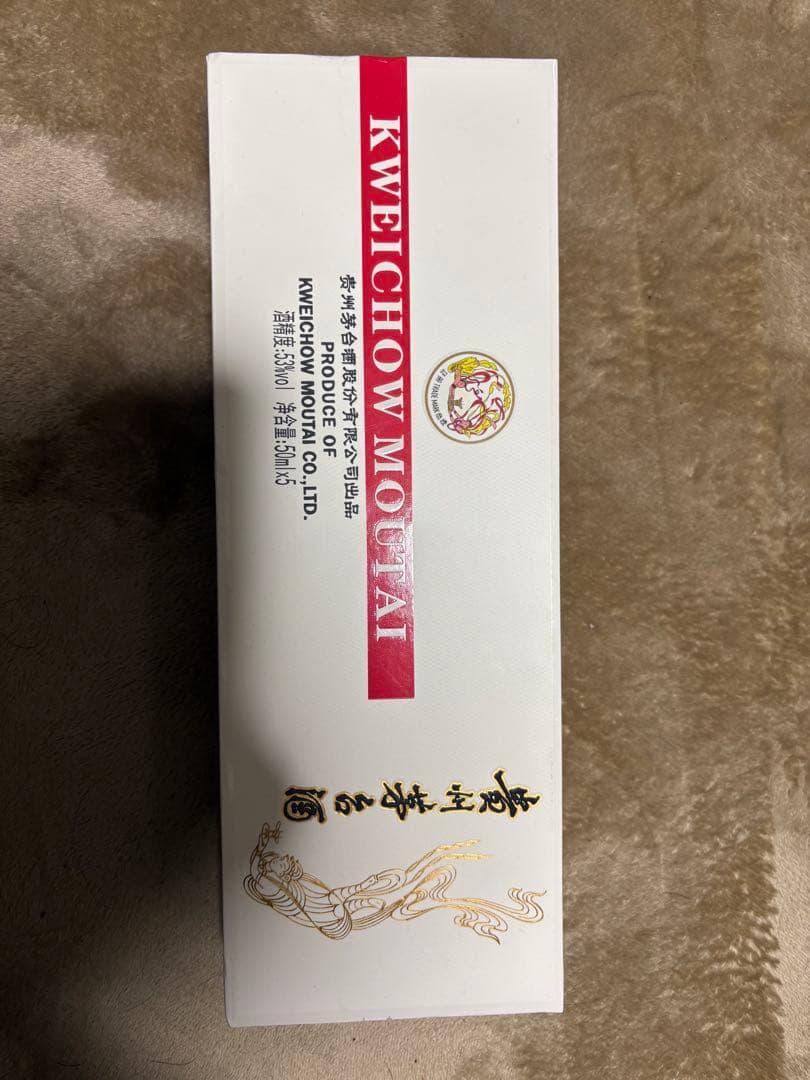 KWEICHOW MOUTAI
贵州茅台酒股份有限公司出品
PRODUCE OF
KWEICHOW MOUTAI CO.,LTD.
酒精度:53%vol 净含量:50ml×5
貴州茅台酒